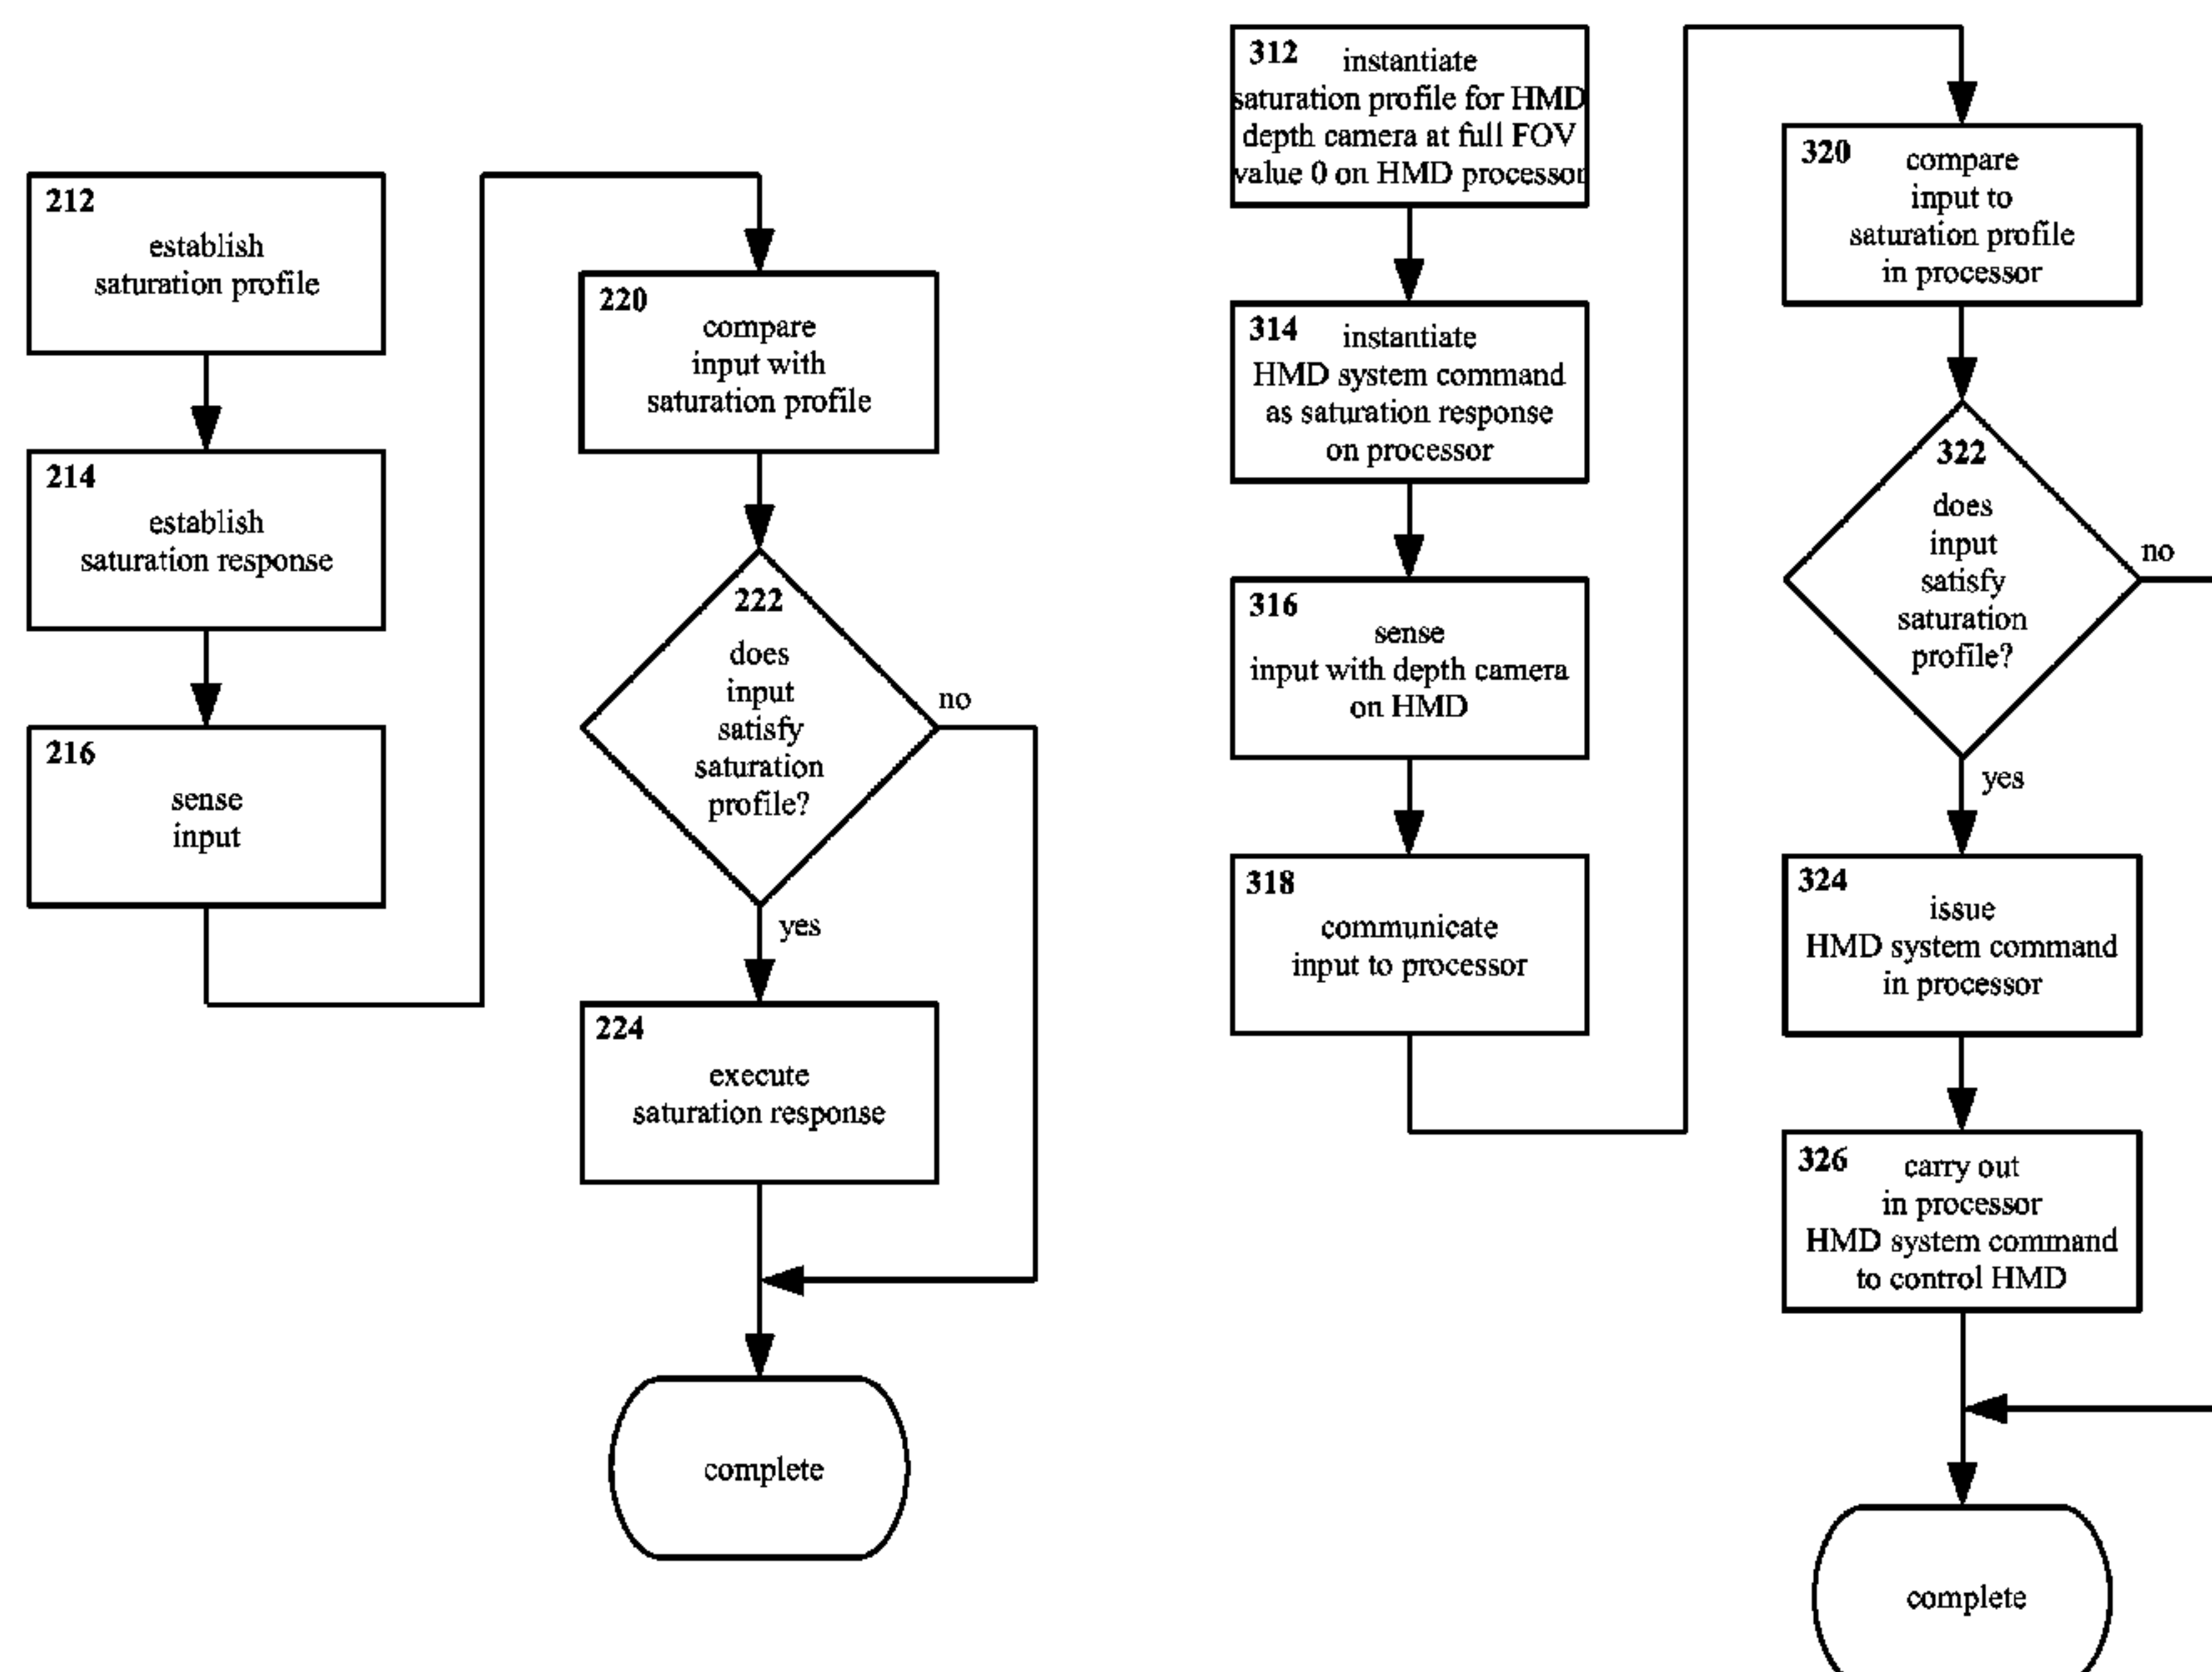 212
establish
saturation profile
214
establish
saturation response
216
sense
input
220
compare
input with
saturation profile
222
does
input
satisfy
saturation
profile?
no
yes
224
execute
saturation response
complete
312 instantiate
saturation profile for HMD
depth camera at full FOV
value 0 on HMD processor
314 instantiate
HMD system command
as saturation response
on processor
316
sense
input with depth camera
on HMD
318
communicate
input to processor
320 compare
input to
saturation profile
in processor
322
does
input
satisfy
saturation
profile?
no
yes
324
issue
HMD system command
in processor
326 carry out
in processor
HMD system command
to control HMD
complete